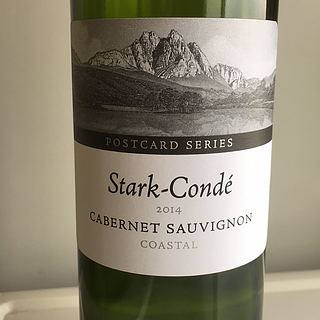 POSTCARD SERIES
Stark-Condé
2014
CABERNET SAUVIGNON
COASTAL